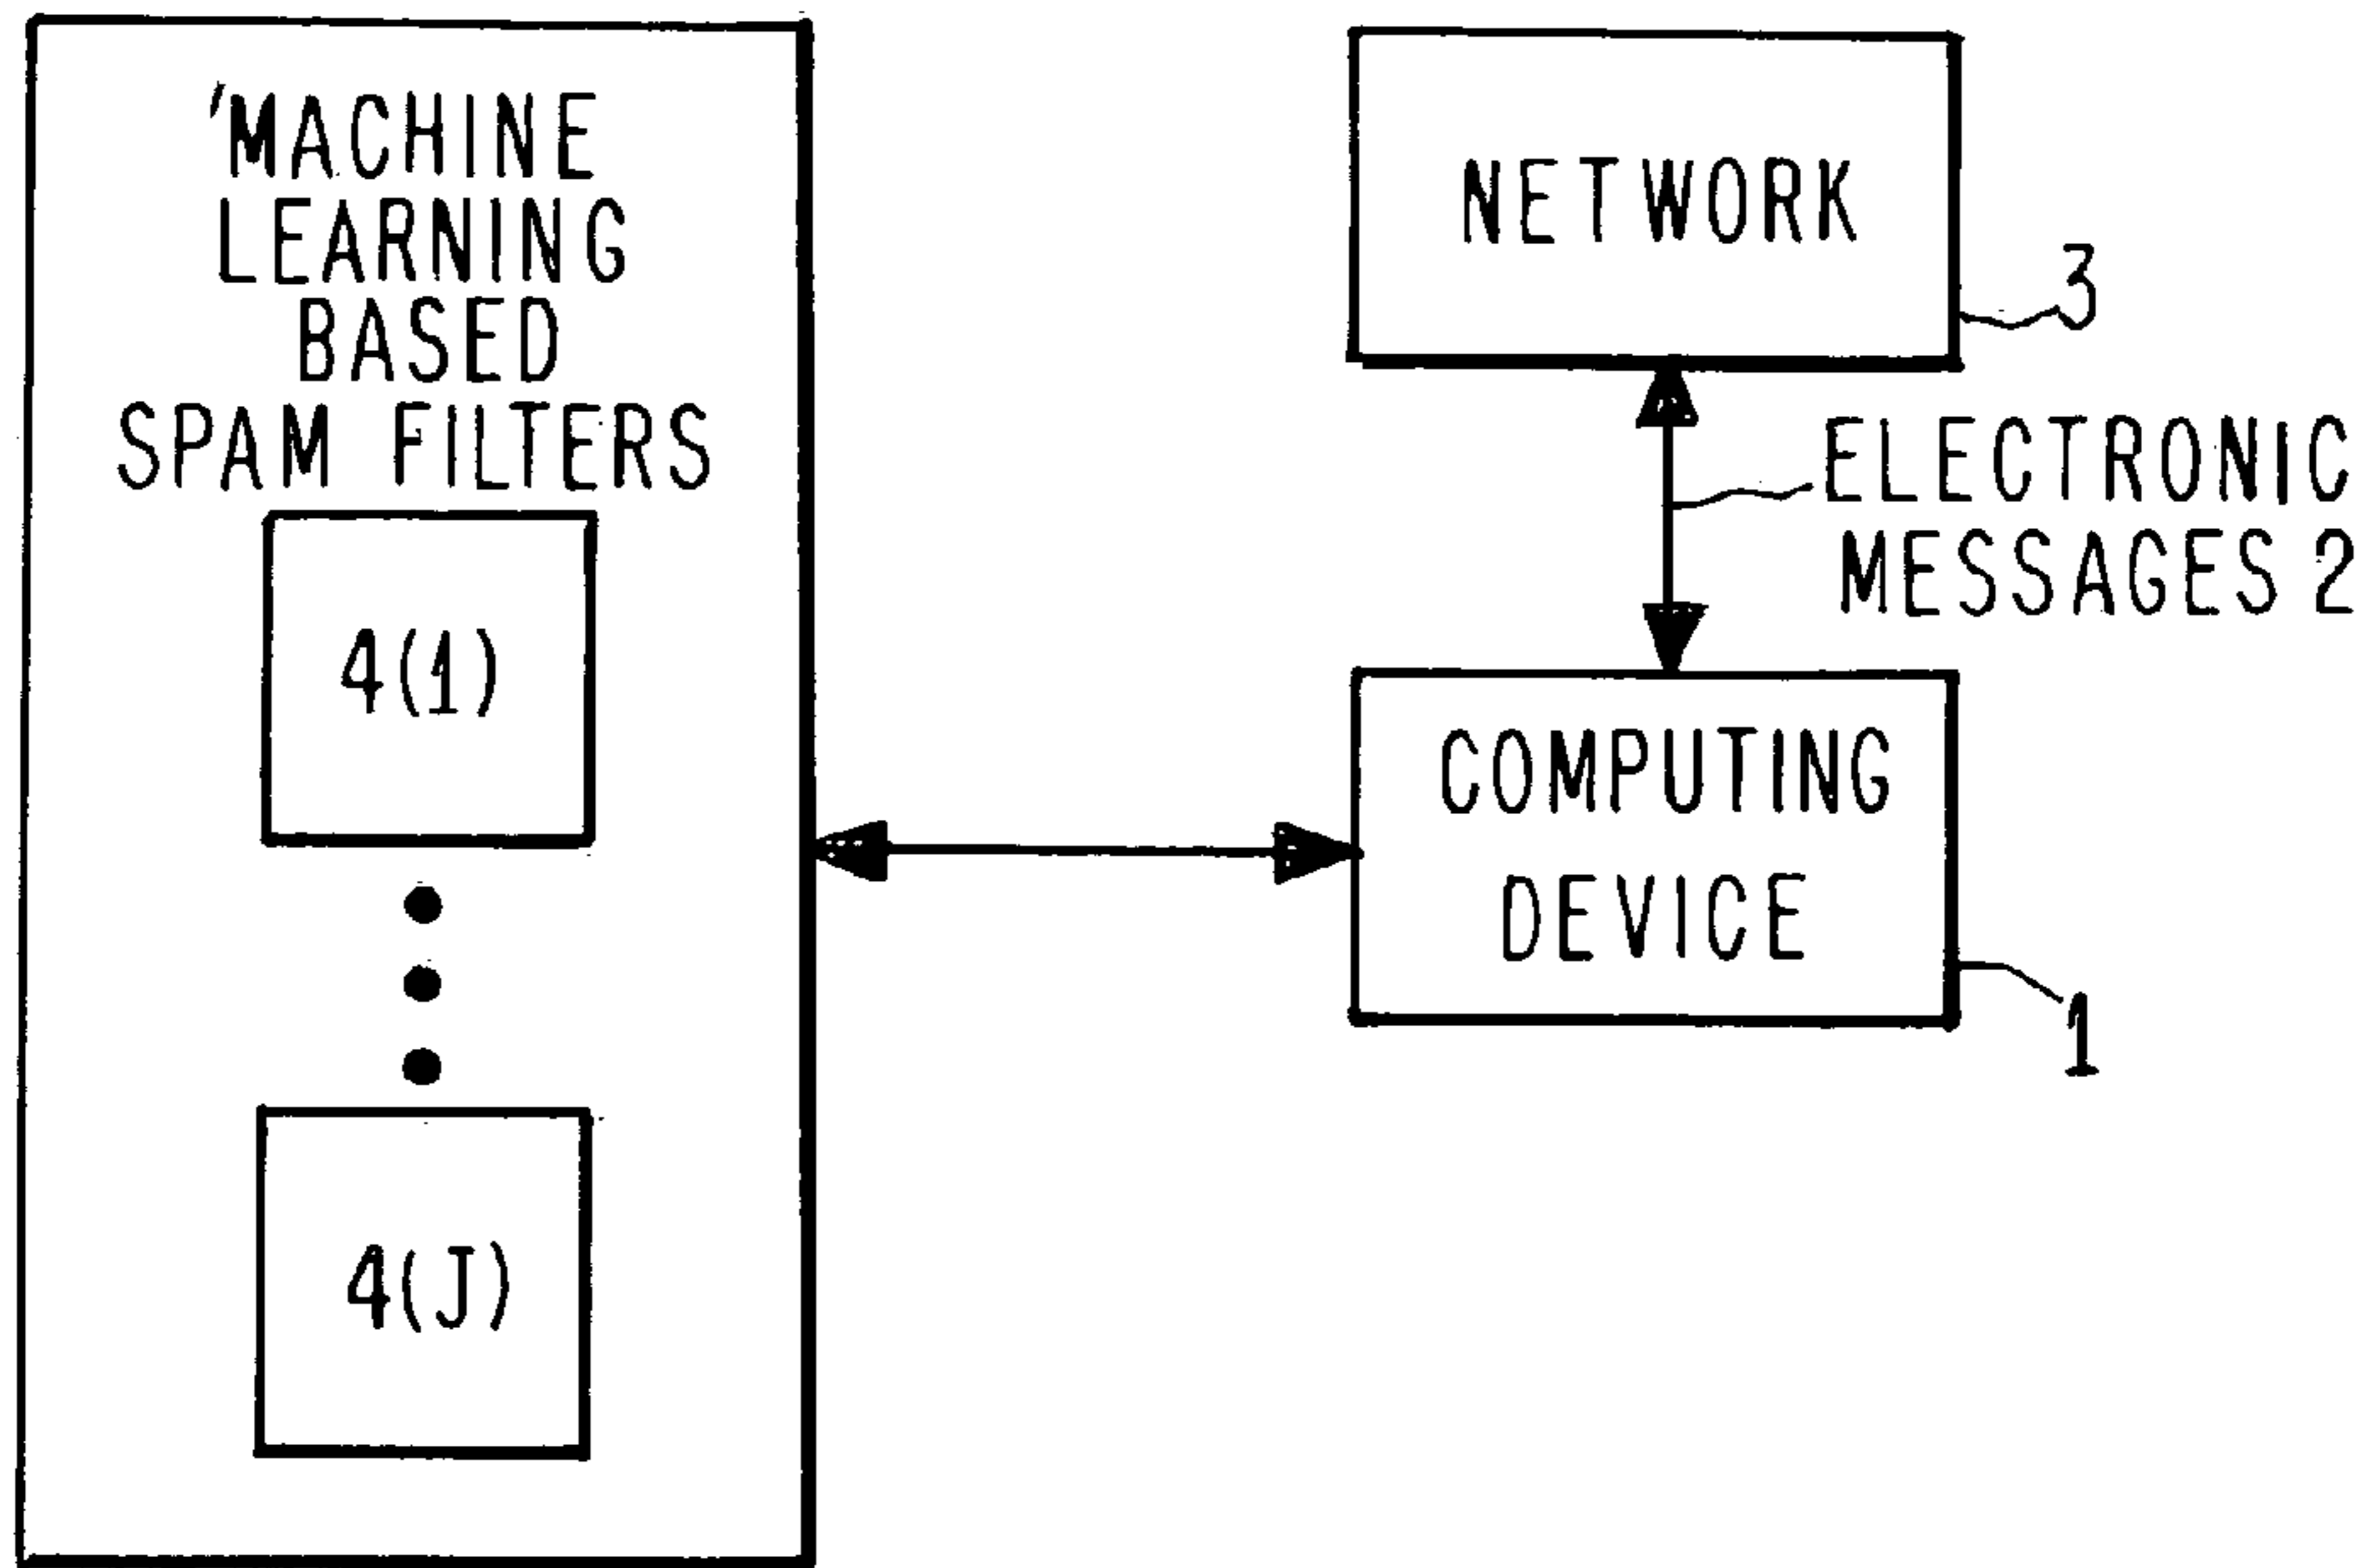 MACHINE
LEARNING
BASED
SPAM FILTERS
4(1)
4(J)
NETWORK
3
ELECTRONIC
MESSAGES 2
COMPUTING
DEVICE
1